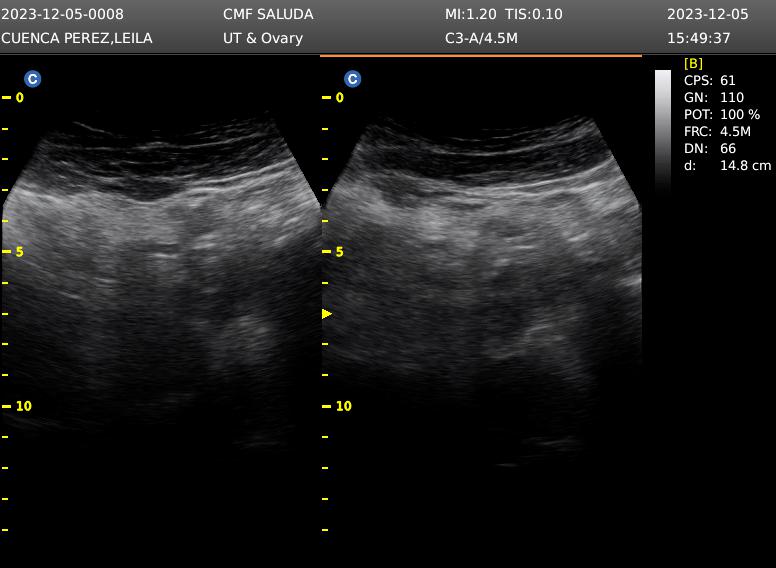 2023-12-05-0008 CMF SALUDA MI:1.20 TIS:0.10 2023-12-05
CUENCA PEREZ,LEILA UT & Ovary C3-A/4.5M 15:49:37
C
C
[B]
CPS: 61
GN: 110
POT: 100 %
FRC: 4.5M
DN: 66
d: 14.8 cm
0
5
10
0
5
10